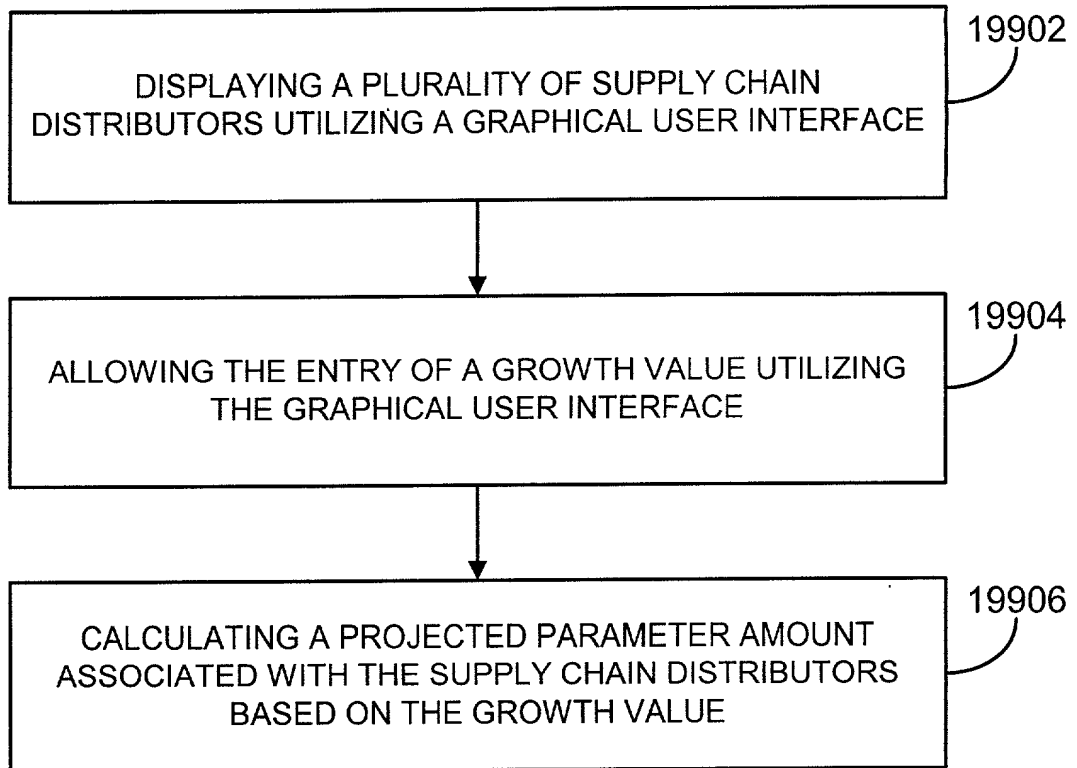 19902
DISPLAYING A PLURALITY OF SUPPLY CHAIN
DISTRIBUTORS UTILIZING A GRAPHICAL USER INTERFACE
19904
ALLOWING THE ENTRY OF A GROWTH VALUE UTILIZING
THE GRAPHICAL USER INTERFACE
19906
CALCULATING A PROJECTED PARAMETER AMOUNT
ASSOCIATED WITH THE SUPPLY CHAIN DISTRIBUTORS
BASED ON THE GROWTH VALUE